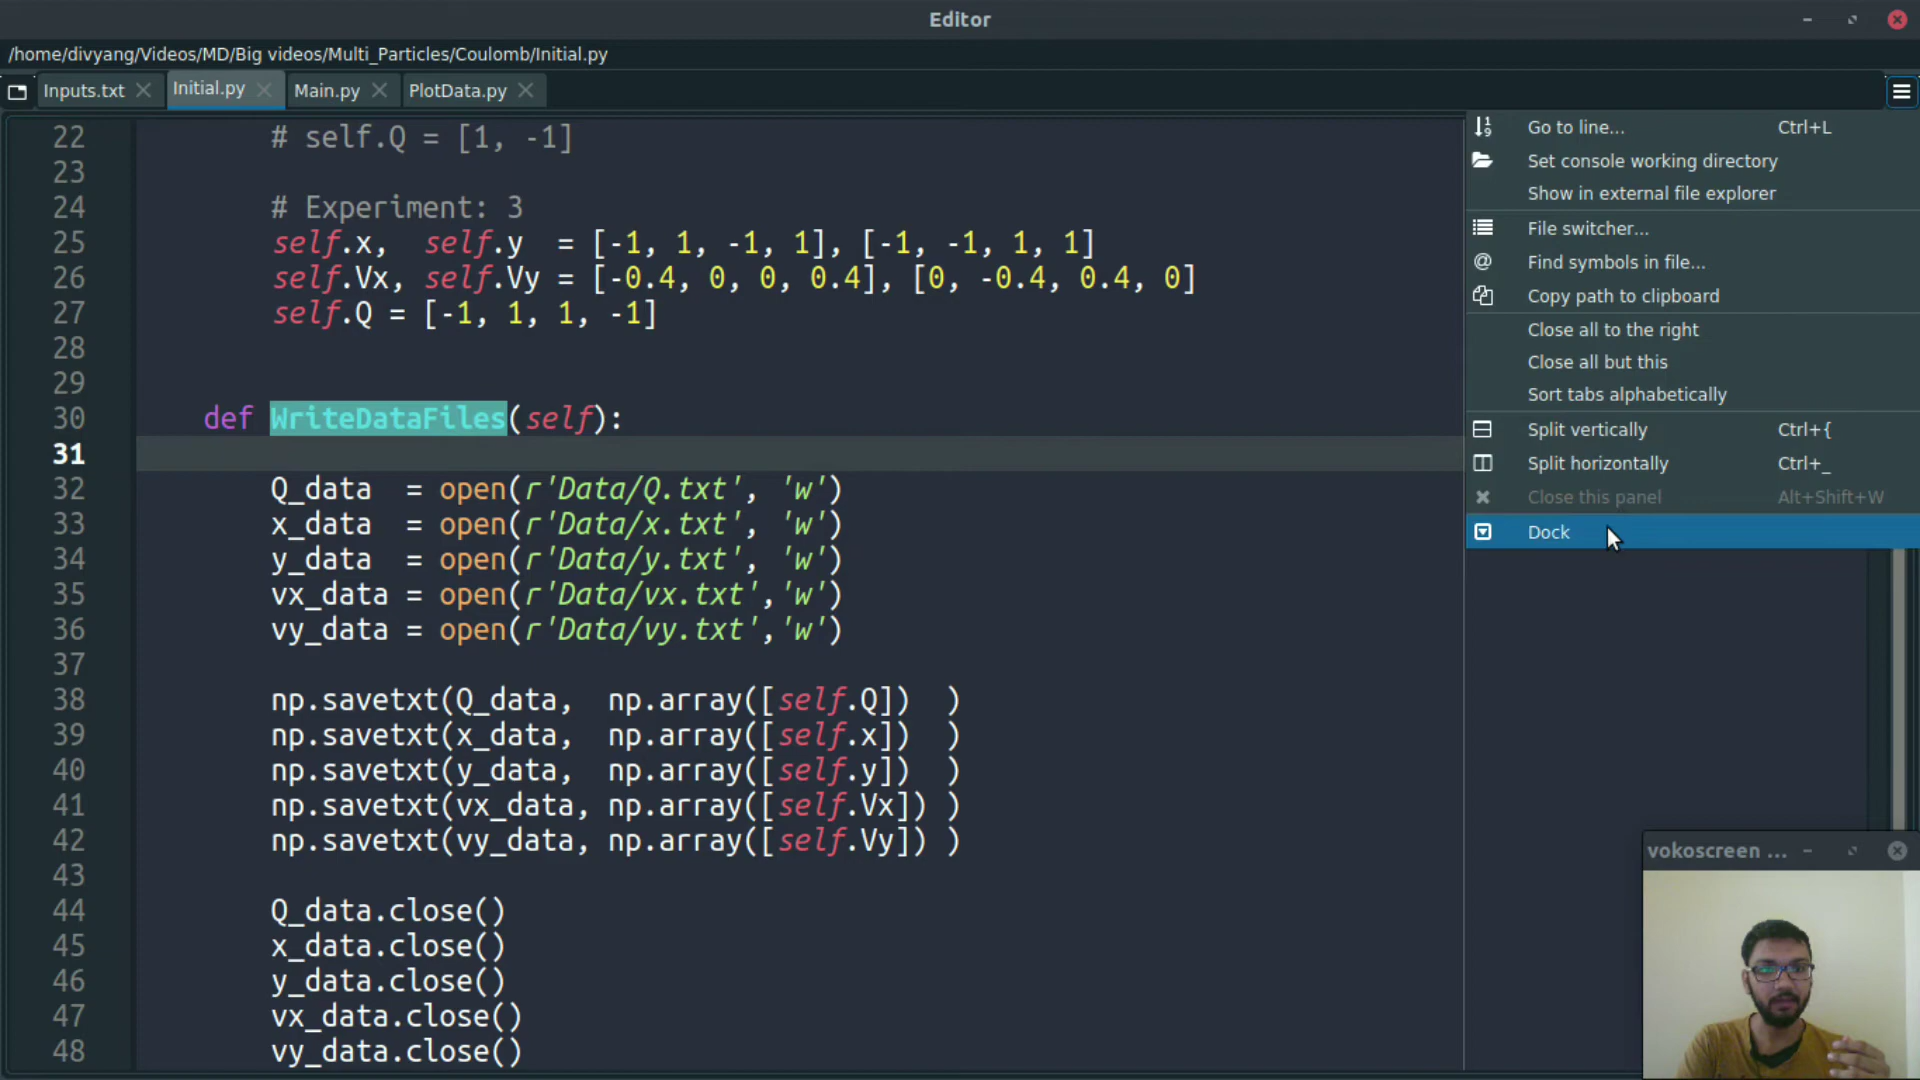 Editor
/home/divyang/Videos/MD/Big videos/Multi_Particles/Coulomb/Initial.py
Inputs.txt
Initial.py
Main.py
PlotData.py
22 # self.Q = [1, -1]
23
24 # Experiment: 3
25 self.x,  self.y  = [-1, 1, -1, 1], [-1, -1, 1, 1]
26 self.Vx, self.Vy = [-0.4, 0, 0, 0.4], [0, -0.4, 0.4, 0]
27 self.Q = [-1, 1, 1, -1]
28
29
30 def WriteDataFiles(self):
31
32 Q_data  = open(r'Data/Q.txt', 'w')
33 x_data  = open(r'Data/x.txt', 'w')
34 y_data  = open(r'Data/y.txt', 'w')
35 vx_data = open(r'Data/vx.txt','w')
36 vy_data = open(r'Data/vy.txt','w')
37
38 np.savetxt(Q_data,  np.array([self.Q])  )
39 np.savetxt(x_data,  np.array([self.x])  )
40 np.savetxt(y_data,  np.array([self.y])  )
41 np.savetxt(vx_data, np.array([self.Vx]) )
42 np.savetxt(vy_data, np.array([self.Vy]) )
43
44 Q_data.close()
45 x_data.close()
46 y_data.close()
47 vx_data.close()
48 vy_data.close()
Go to line... Ctrl+L
Set console working directory
Show in external file explorer
File switcher...
@ Find symbols in file...
Copy path to clipboard
Close all to the right
Close all but this
Sort tabs alphabetically
Split vertically Ctrl+{
Split horizontally Ctrl+_
Close this panel Alt+Shift+W
Dock
vokoscreen ...